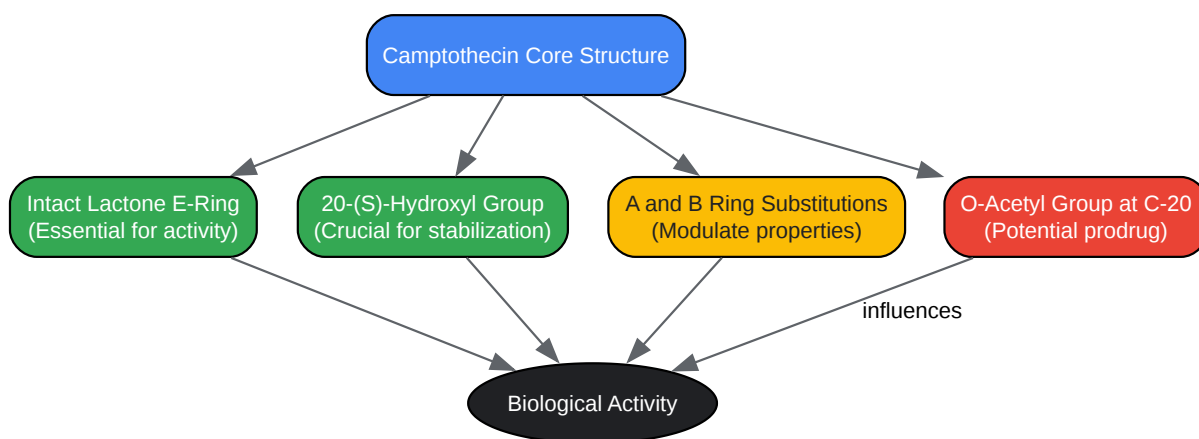 Camptothecin Core Structure
Intact Lactone E-Ring
(Essential for activity)
20-(S)-Hydroxyl Group
(Crucial for stabilization)
A and B Ring Substitutions
(Modulate properties)
O-Acetyl Group at C-20
(Potential prodrug)
influences
Biological Activity